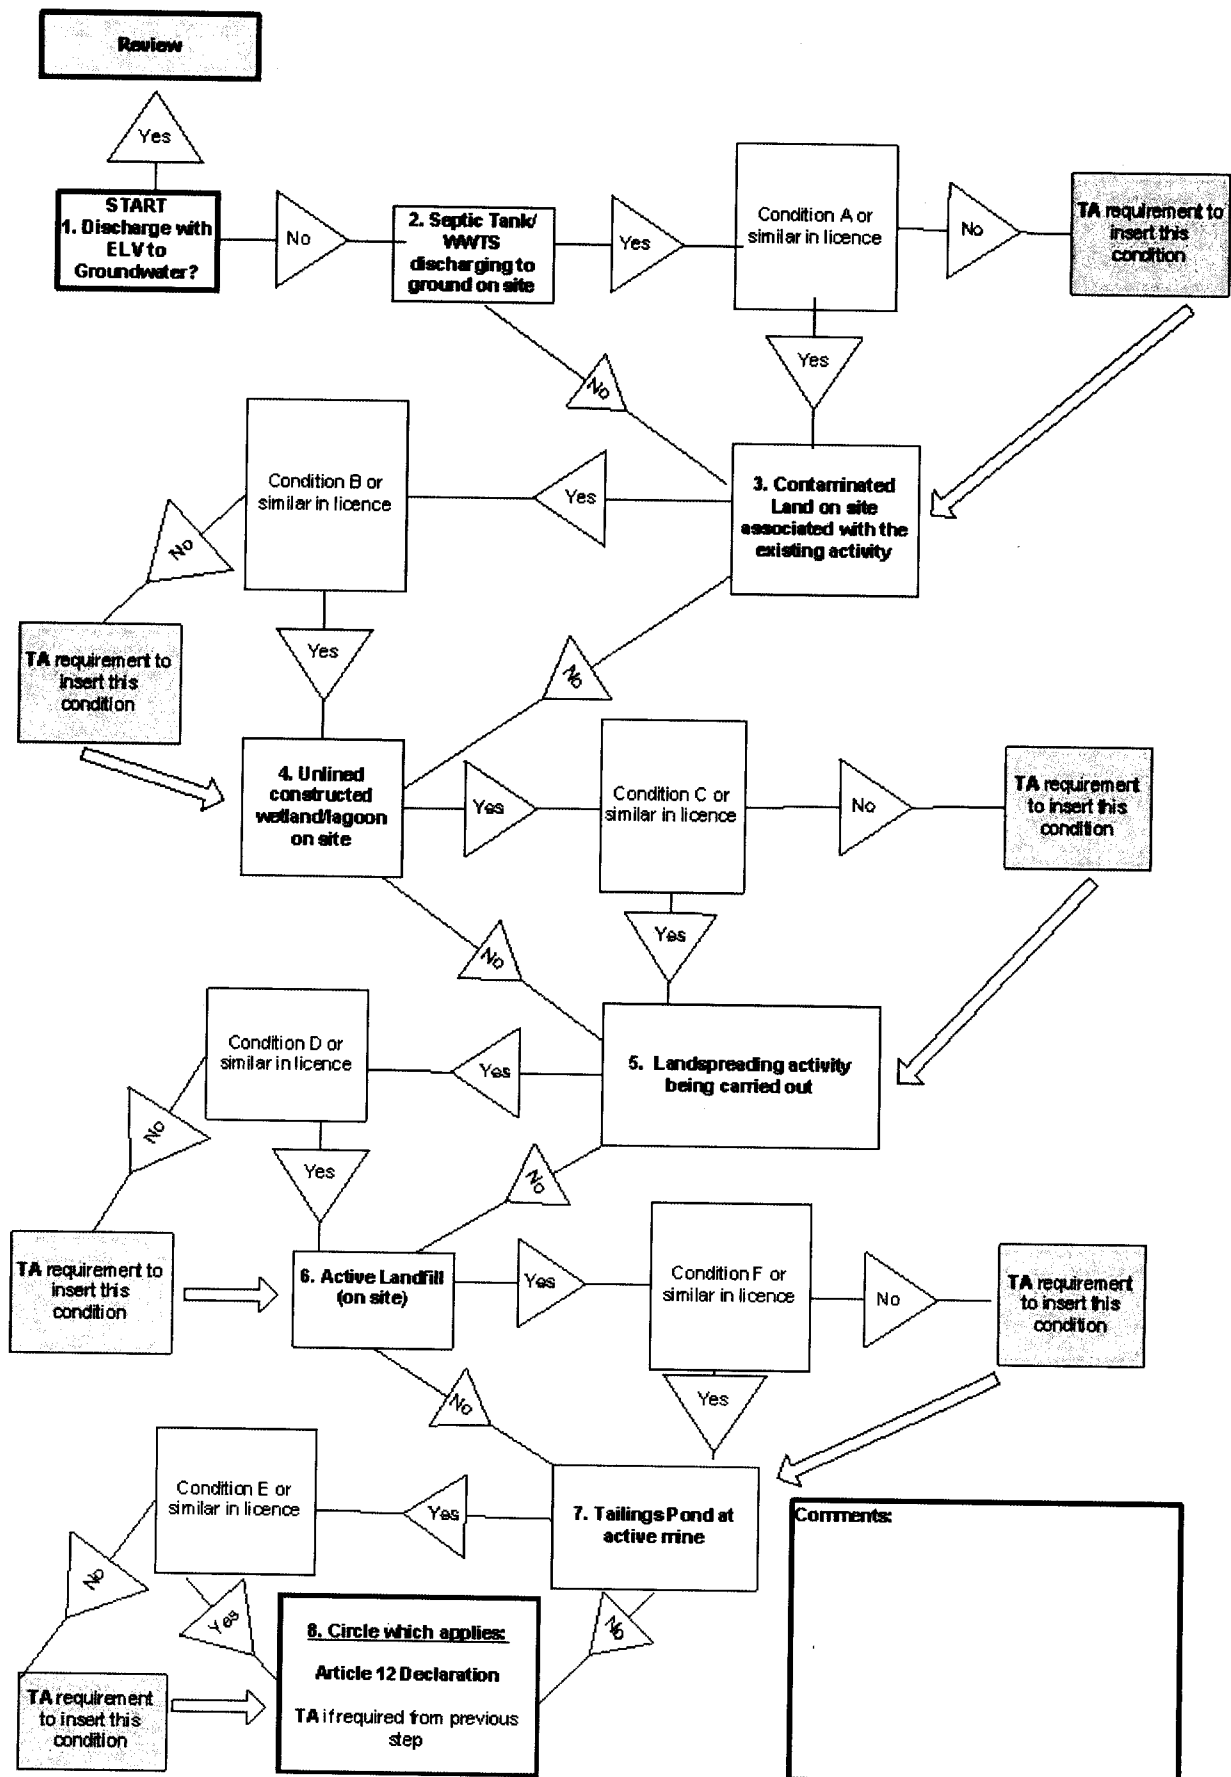 Review
Yes
START
1. Discharge with
ELV to
Groundwater?
No
2. Septic Tank/
WWTS
discharging to
ground on site
Yes
Condition A or
similar in licence
No
TA requirement to
insert this
condition
Yes
No
3. Contaminated
Land on site
associated with the
existing activity
Yes
Condition B or
similar in licence
No
Yes
No
TA requirement to
insert this
condition
4. Unlined
constructed
wetland/lagoon
on site
Yes
Condition C or
similar in licence
No
TA requirement
to insert this
condition
Yes
No
5. Landspreading activity
being carried out
Yes
Condition D or
similar in licence
No
Yes
No
TA requirement to
insert this
condition
6. Active Landfill
(on site)
Yes
Condition F or
similar in licence
No
TA requirement
to insert this
condition
Yes
No
7. Tailings Pond at
active mine
Yes
Condition E or
similar in licence
No
Yes
No
TA requirement
to insert this
condition
8. Circle which applies:
Article 12 Declaration
TA if required from previous
step
Comments: